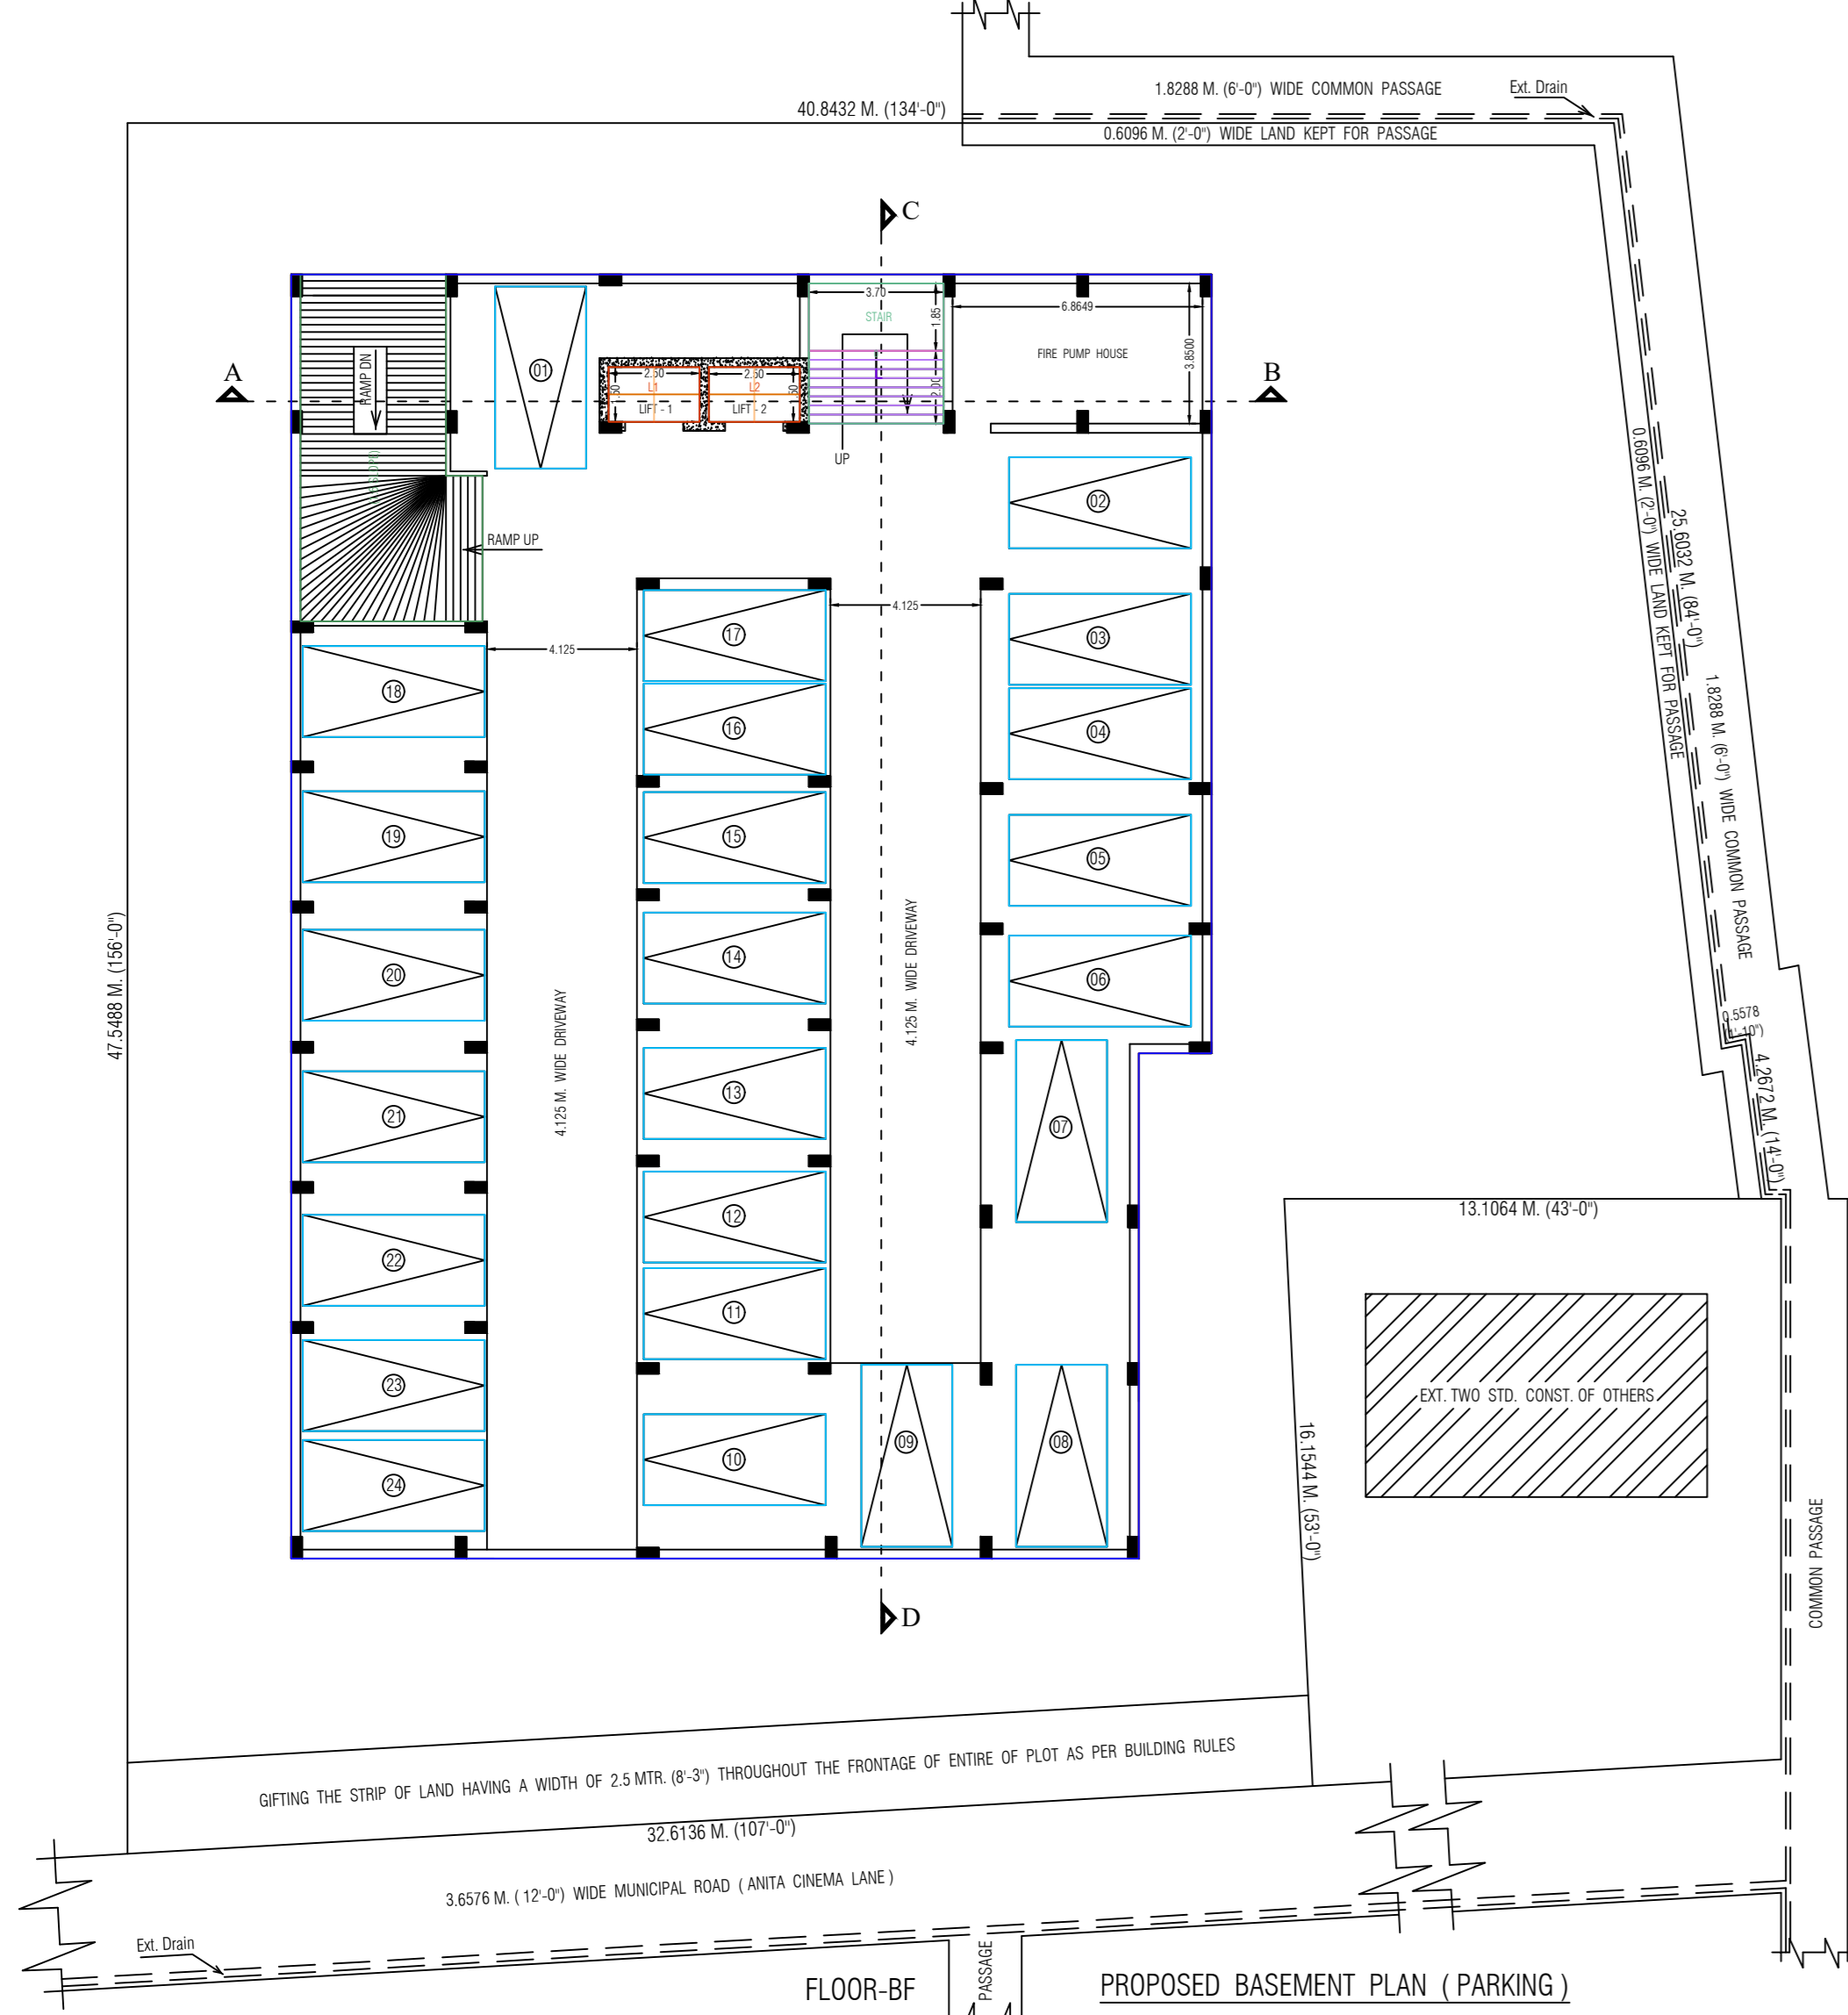 1.8288 M. (6'-0") WIDE COMMON PASSAGE
Ext. Drain
40.8432 M. (134'-0")
0.6096 M. (2'-0") WIDE LAND KEPT FOR PASSAGE
C
3.70
STAIR
1.85
6.8649
3.8500
FIRE PUMP HOUSE
A
B
RAMP DN
01
2.50
2.50
L1
L2
LIFT - 1
LIFT - 2
2.00
UP
02
RAMP UP
4.125
4.125
17
03
18
16
04
19
15
05
20
14
06
21
13
07
22
12
11
23
10
09
08
24
4.125 M. WIDE DRIVEWAY
4.125 M. WIDE DRIVEWAY
47.5488 M. (156'-0")
0.6096 M. (2'-0") WIDE LAND KEPT FOR PASSAGE
25.6032 M. (84'-0")
1.8288 M. (6'-0") WIDE COMMON PASSAGE
0.5578
(1'-10")
4.2672 M. (14'-0")
13.1064 M. (43'-0")
EXT. TWO STD. CONST. OF OTHERS
16.1544 M. (53'-0")
COMMON PASSAGE
D
GIFTING THE STRIP OF LAND HAVING A WIDTH OF 2.5 MTR. (8'-3") THROUGHOUT THE FRONTAGE OF ENTIRE OF PLOT AS PER BUILDING RULES
32.6136 M. (107'-0")
3.6576 M. ( 12'-0") WIDE MUNICIPAL ROAD ( ANITA CINEMA LANE )
Ext. Drain
PASSAGE
FLOOR-BF
PROPOSED BASEMENT PLAN ( PARKING )